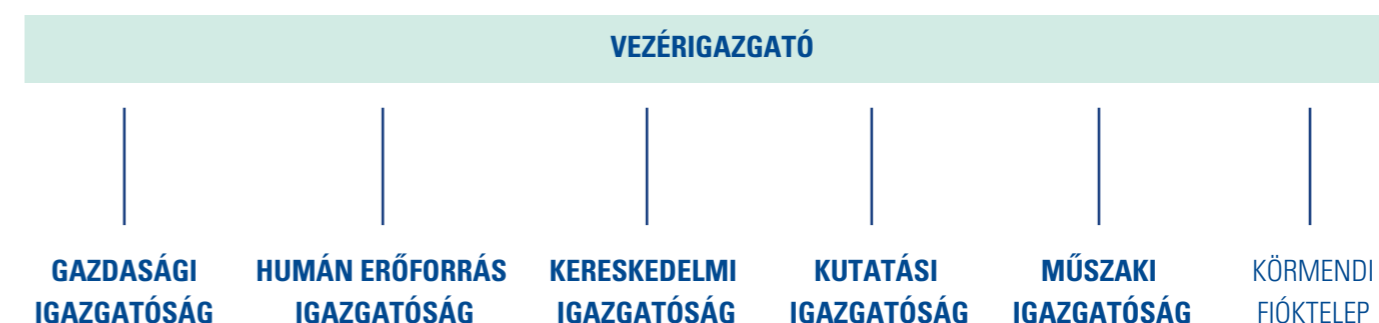 VEZÉRIGAZGATÓ
GAZDASÁGI
IGAZGATÓSÁG
HUMÁN ERŐFORRÁS
IGAZGATÓSÁG
KERESKEDELMI
IGAZGATÓSÁG
KUTATÁSI
IGAZGATÓSÁG
MŰSZAKI
IGAZGATÓSÁG
KÖRMENDI
FIÓKTELEP